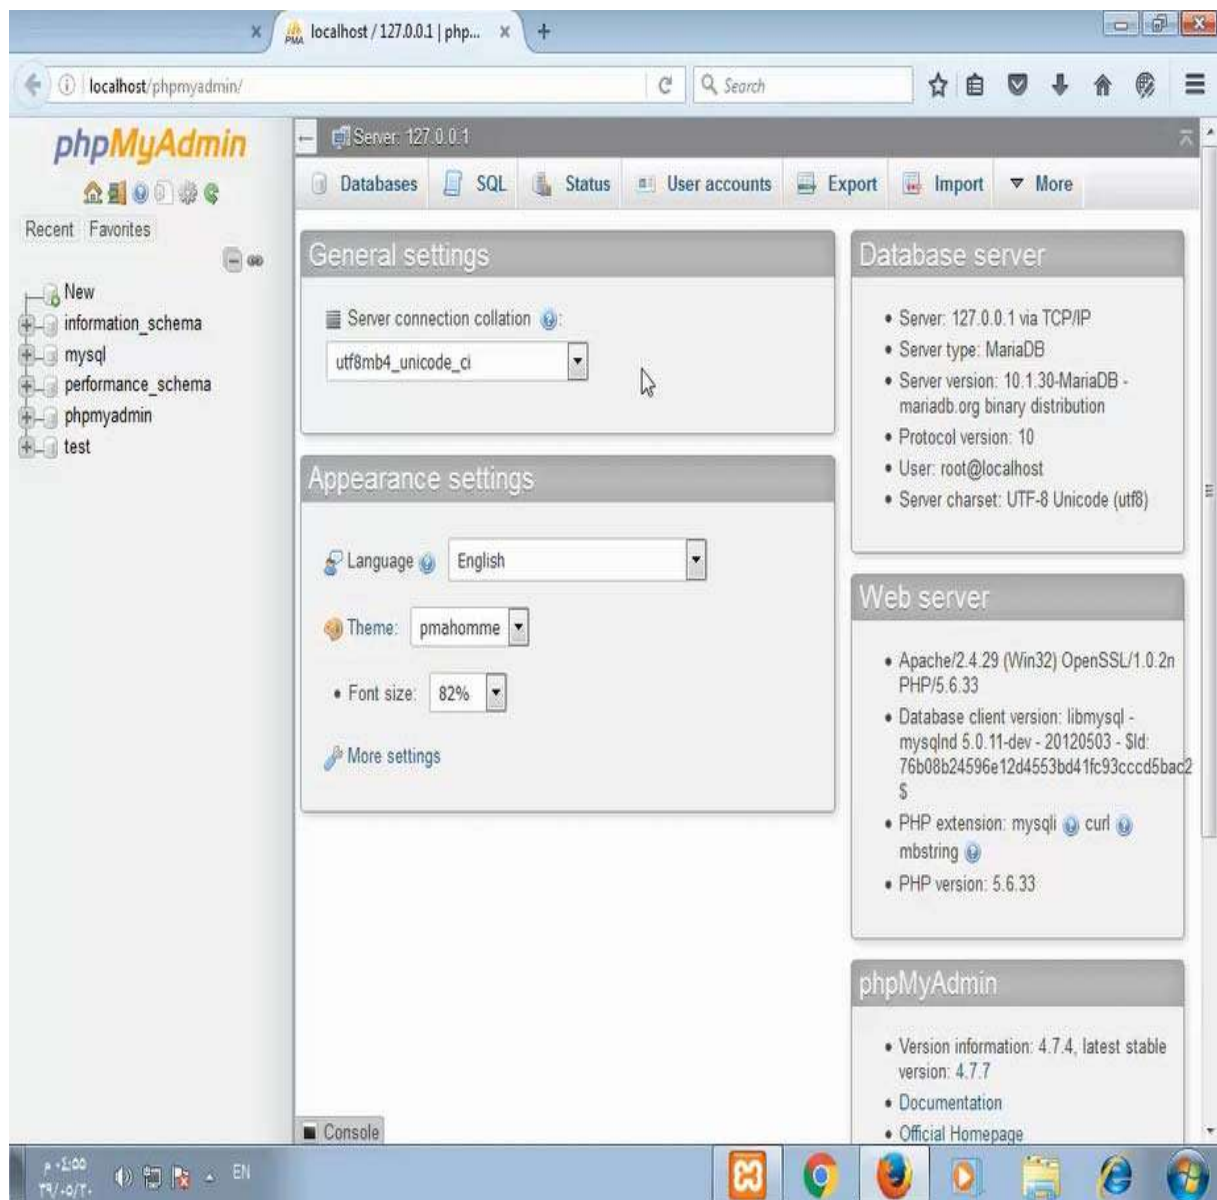 localhost / 127.0.0.1 | php...
localhost/phpmyadmin/
Search
phpMyAdmin
Recent Favorites
New
information_schema
mysql
performance_schema
phpmyadmin
test
Server: 127.0.0.1
Databases SQL Status User accounts Export Import More
General settings
Server connection collation :
utf8mb4_unicode_ci
Appearance settings
Language English
Theme: pmahomme
• Font size: 82%
More settings
Database server
• Server: 127.0.0.1 via TCP/IP
• Server type: MariaDB
• Server version: 10.1.30-MariaDB -
mariadb.org binary distribution
• Protocol version: 10
• User: root@localhost
• Server charset: UTF-8 Unicode (utf8)
Web server
• Apache/2.4.29 (Win32) OpenSSL/1.0.2n
PHP/5.6.33
• Database client version: libmysql -
mysqlnd 5.0.11-dev - 20120503 - $Id:
76b08b24596e12d4553bd41fc93cccd5bac2
$
• PHP extension: mysqli curl
mbstring
• PHP version: 5.6.33
phpMyAdmin
• Version information: 4.7.4, latest stable
version: 4.7.7
• Documentation
• Official Homepage
Console
٠٤:٥٥ م
٣٩/٠٥/٢٠
EN